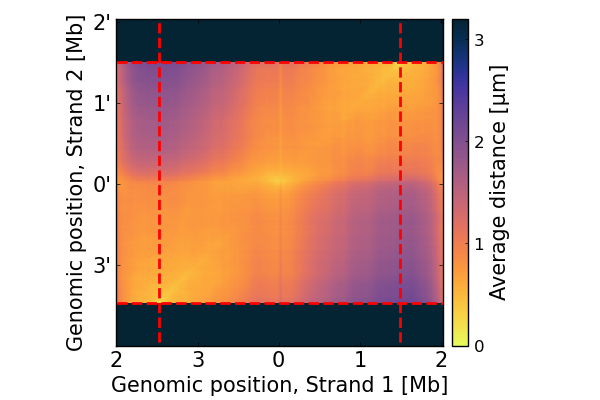 2'
1'
0'
3'
Genomic position, Strand 2 [Mb]
2 3 0 1 2
Genomic position, Strand 1 [Mb]
3
2
1
0
Average distance [μm]